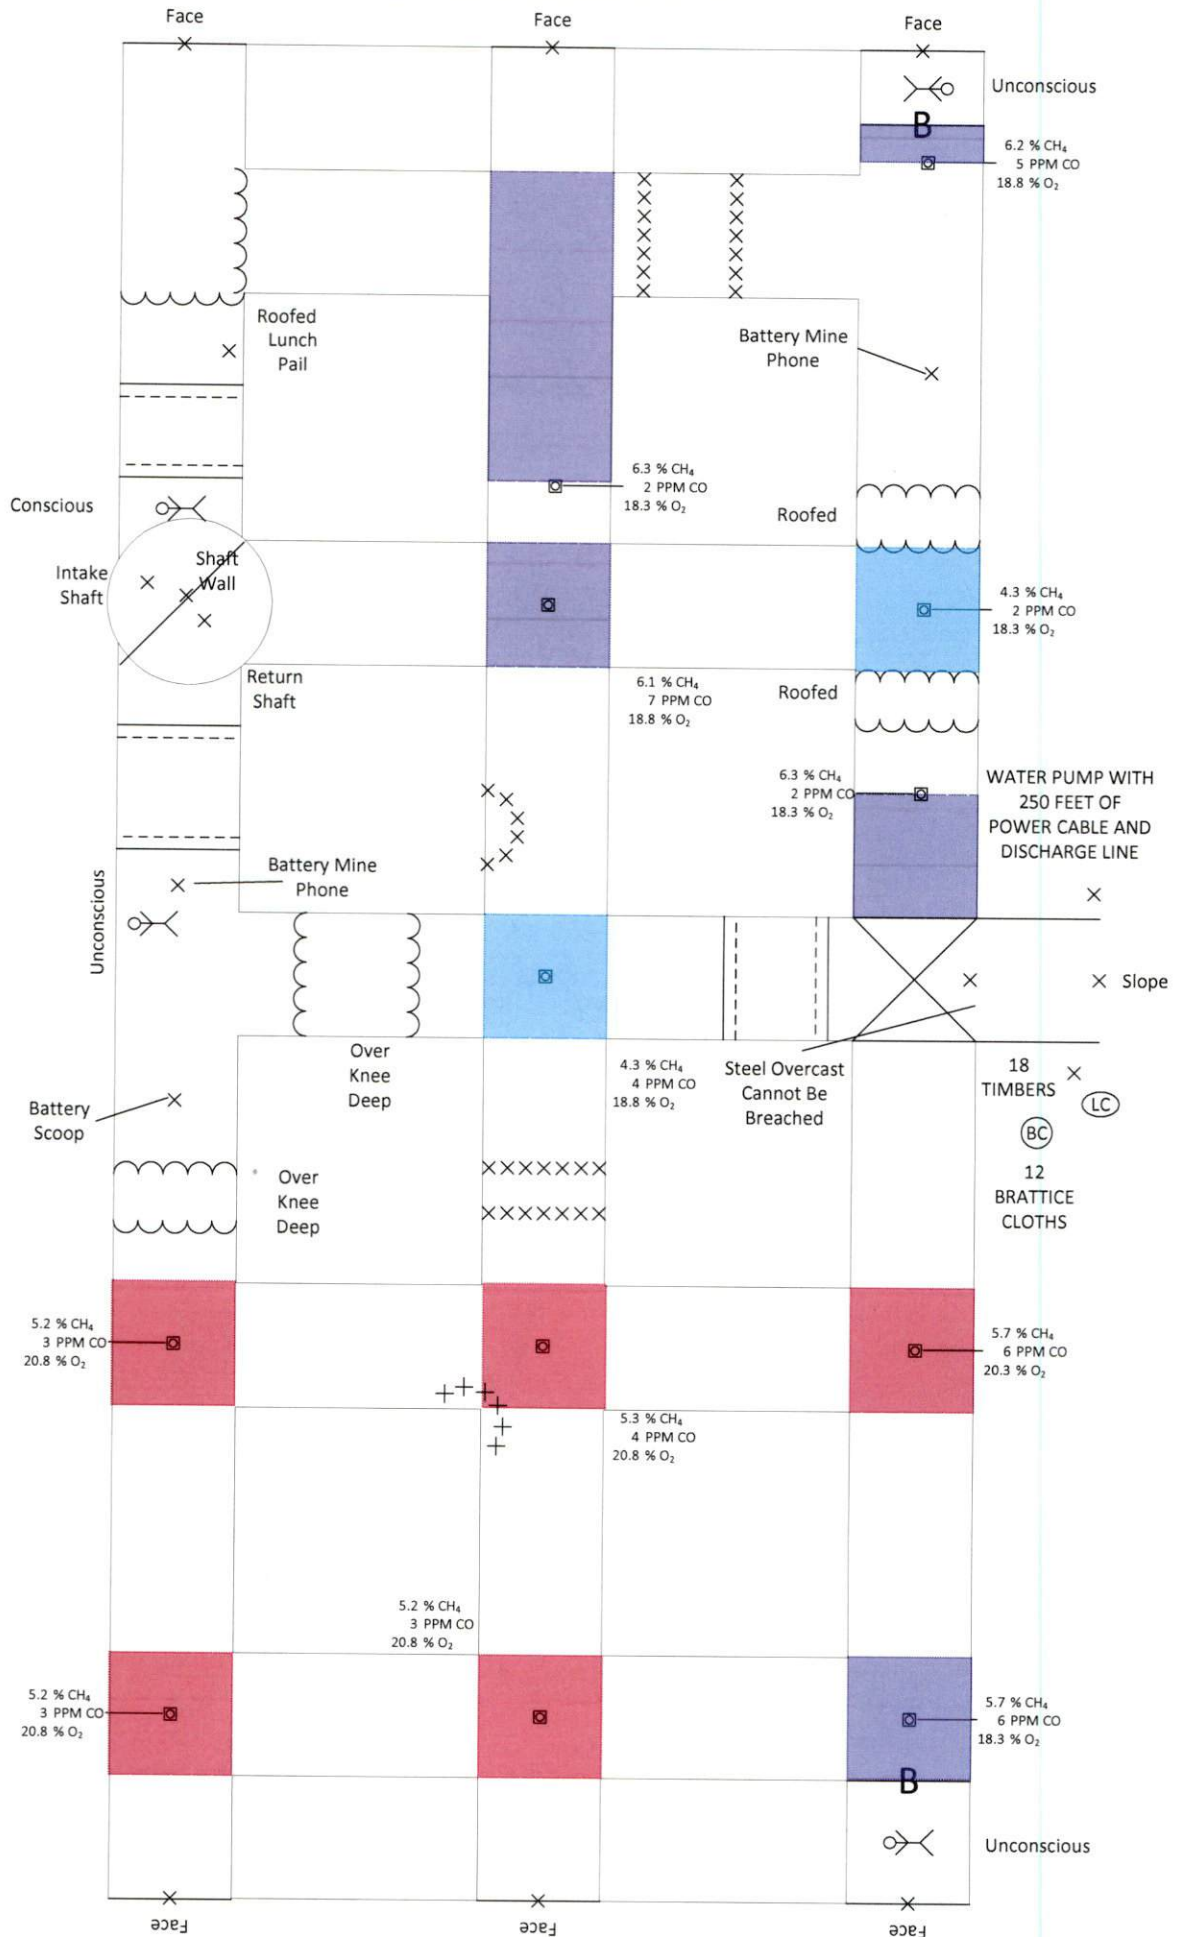 Face
Face
Face
Unconscious
B
6.2 % CH₄
5 PPM CO
18.8 % O₂
Roofed
Lunch
Pail
Battery Mine
Phone
6.3 % CH₄
2 PPM CO
18.3 % O₂
Conscious
Roofed
Shaft
Wall
Intake
Shaft
4.3 % CH₄
2 PPM CO
18.3 % O₂
Return
Shaft
6.1 % CH₄
7 PPM CO
18.8 % O₂
Roofed
6.3 % CH₄
2 PPM CO
18.3 % O₂
WATER PUMP WITH
250 FEET OF
POWER CABLE AND
DISCHARGE LINE
Battery Mine
Phone
Unconscious
Slope
Over
Knee
Deep
4.3 % CH₄
4 PPM CO
18.8 % O₂
Steel Overcast
Cannot Be
Breached
18
TIMBERS
LC
BC
12
BRATTICE
CLOTHS
Battery
Scoop
Over
Knee
Deep
5.2 % CH₄
3 PPM CO
20.8 % O₂
5.7 % CH₄
6 PPM CO
20.3 % O₂
5.3 % CH₄
4 PPM CO
20.8 % O₂
5.2 % CH₄
3 PPM CO
20.8 % O₂
5.2 % CH₄
3 PPM CO
20.8 % O₂
5.7 % CH₄
6 PPM CO
18.3 % O₂
B
Unconscious
Face
Face
Face